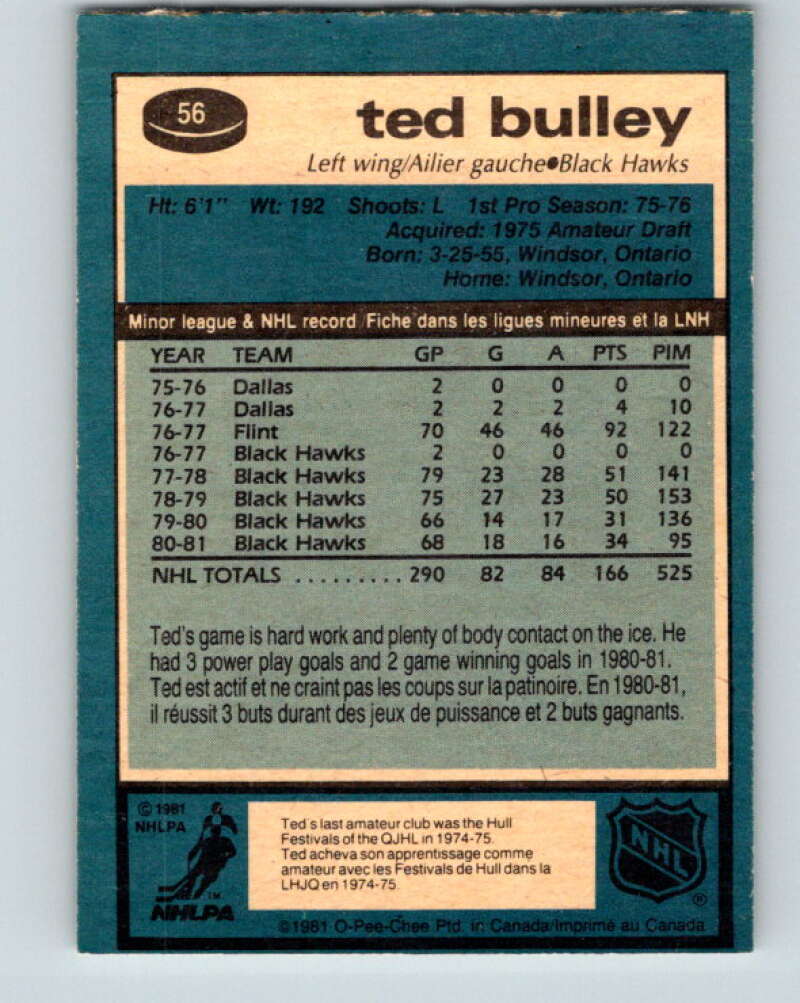 56
ted bulley
Left wing/Ailier gauche●Black Hawks
Ht: 6'1" Wt: 192 Shoots: L 1st Pro Season: 75-76
Acquired: 1975 Amateur Draft
Born: 3-25-55, Windsor, Ontario
Home: Windsor, Ontario
Minor league & NHL record Fiche dans les ligues mineures et la LNH
YEAR TEAM GP G A PTS PIM
75-76 Dallas 2 0 0 0 0
76-77 Dallas 2 2 2 4 10
76-77 Flint 70 46 46 92 122
76-77 Black Hawks 2 0 0 0 0
77-78 Black Hawks 79 23 28 51 141
78-79 Black Hawks 75 27 23 50 153
79-80 Black Hawks 66 14 17 31 136
80-81 Black Hawks 68 18 16 34 95
NHL TOTALS ......... 290 82 84 166 525
Ted's game is hard work and plenty of body contact on the ice. He
had 3 power play goals and 2 game winning goals in 1980-81.
Ted est actif et ne craint pas les coups sur la patinoire. En 1980-81,
il réussit 3 buts durant des jeux de puissance et 2 buts gagnants.
© 1981
NHLPA
TM
NHLPA
Ted's last amateur club was the Hull
Festivals of the QJHL in 1974-75.
Ted acheva son apprentissage comme
amateur avec les Festivals de Hull dans la
LHJQ en 1974-75.
NHL
®
©1981 O-Pee-Chee Ptd. in Canada/Imprimé au Canada